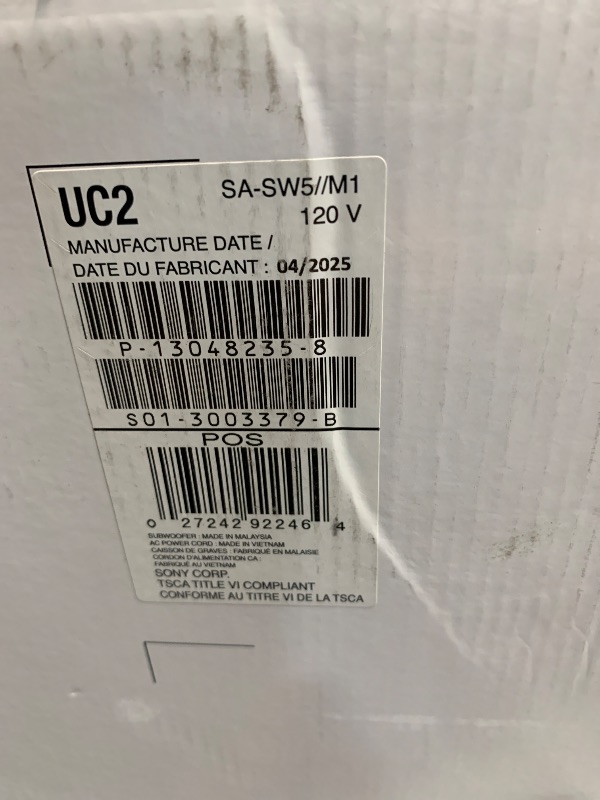 UC2
SA-SW5//M1
120 V
MANUFACTURE DATE /
DATE DU FABRICANT : 04/2025
P-13048235-8
S01-3003379-B
POS
0 27242 92246 4
SUBWOOFER : MADE IN MALAYSIA
AC POWER CORD : MADE IN VIETNAM
CAISSON DE GRAVES : FABRIQUÉ EN MALAISIE
CORDON D'ALIMENTATION CA :
FABRIQUÉ AU VIETNAM
SONY CORP.
TSCA TITLE VI COMPLIANT
CONFORME AU TITRE VI DE LA TSCA